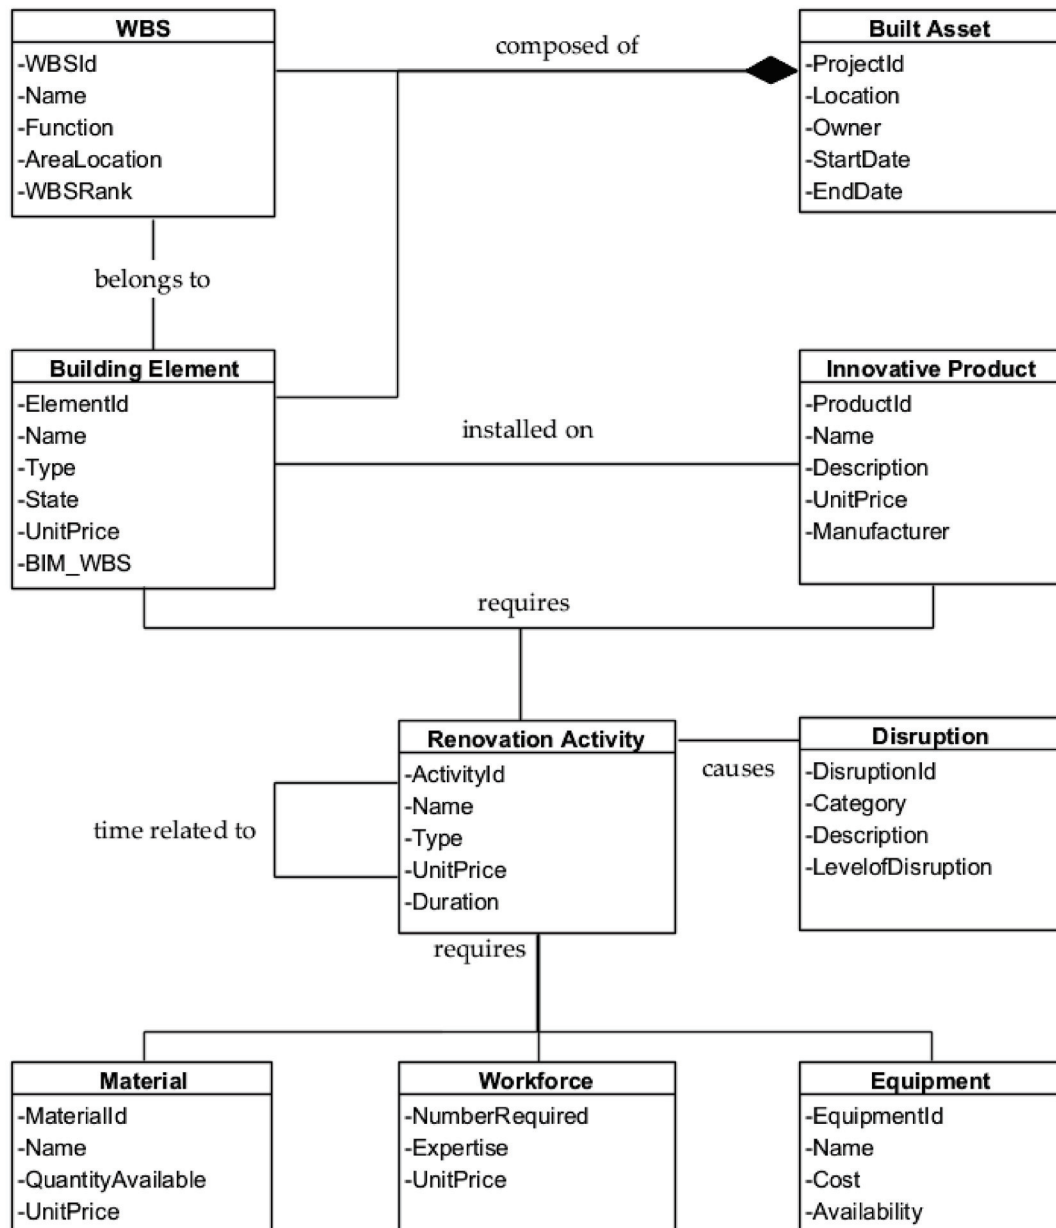 WBS
-WBSId
-Name
-Function
-AreaLocation
-WBSRank
composed of
Built Asset
-ProjectId
-Location
-Owner
-StartDate
-EndDate
belongs to
Building Element
-ElementId
-Name
-Type
-State
-UnitPrice
-BIM_WBS
installed on
Innovative Product
-ProductId
-Name
-Description
-UnitPrice
-Manufacturer
requires
Renovation Activity
-ActivityId
-Name
-Type
-UnitPrice
-Duration
time related to
causes
Disruption
-DisruptionId
-Category
-Description
-LevelofDisruption
requires
Material
-MaterialId
-Name
-QuantityAvailable
-UnitPrice
Workforce
-NumberRequired
-Expertise
-UnitPrice
Equipment
-EquipmentId
-Name
-Cost
-Availability